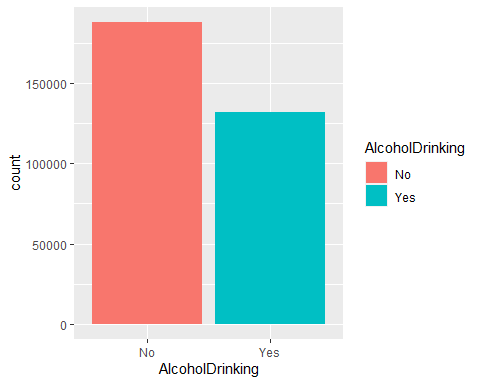 150000
100000
50000
0
count
No
Yes
AlcoholDrinking
AlcoholDrinking
No
Yes